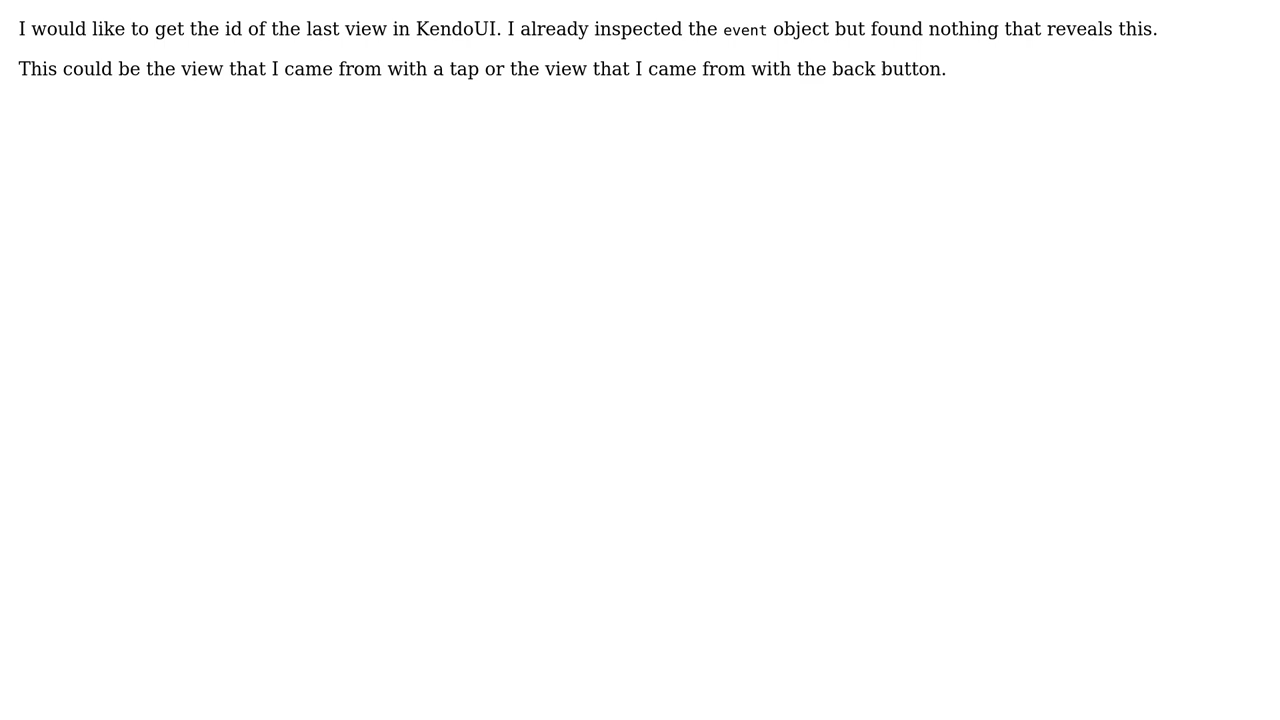 I would like to get the id of the last view in KendoUI. I already inspected the event object but found nothing that reveals this.
This could be the view that I came from with a tap or the view that I came from with the back button.